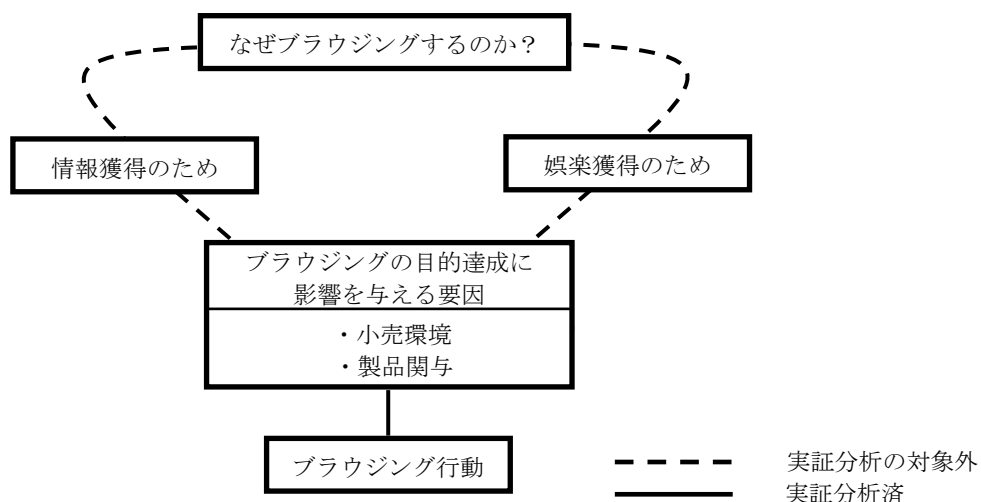 なぜブラウジングするのか？
情報獲得のため
娯楽獲得のため
ブラウジングの目的達成に
影響を与える要因
・小売環境
・製品関与
ブラウジング行動
実証分析の対象外
実証分析済